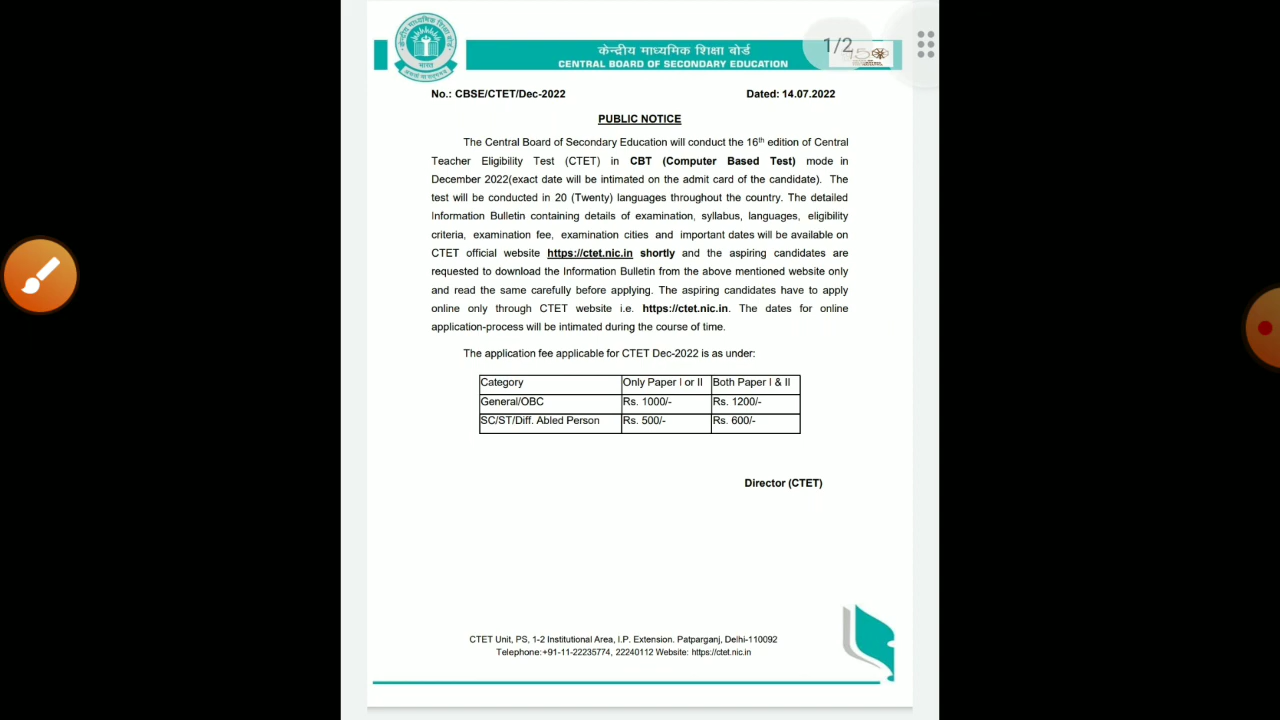 केन्द्रीय माध्यमिक शिक्षा बोर्ड
1/2
CENTRAL BOARD OF SECONDARY EDUCATION
भारत
No.: CBSE/CTET/Dec-2022 Dated: 14.07.2022
PUBLIC NOTICE
The Central Board of Secondary Education will conduct the 16th edition of Central
Teacher Eligibility Test (CTET) in CBT (Computer Based Test) mode in
December 2022(exact date will be intimated on the admit card of the candidate). The
test will be conducted in 20 (Twenty) languages throughout the country. The detailed
Information Bulletin containing details of examination, syllabus, languages, eligibility
criteria, examination fee, examination cities and important dates will be available on
CTET official website https://ctet.nic.in shortly and the aspiring candidates are
requested to download the Information Bulletin from the above mentioned website only
and read the same carefully before applying. The aspiring candidates have to apply
online only through CTET website i.e. https://ctet.nic.in. The dates for online
application-process will be intimated during the course of time.
The application fee applicable for CTET Dec-2022 is as under:
Category Only Paper I or II Both Paper I & II
General/OBC Rs. 1000/- Rs. 1200/-
SC/ST/Diff. Abled Person Rs. 500/- Rs. 600/-
Director (CTET)
CTET Unit, PS, 1-2 Institutional Area, I.P. Extension. Patparganj, Delhi-110092
Telephone:+91-11-22235774, 22240112 Website: https://ctet.nic.in